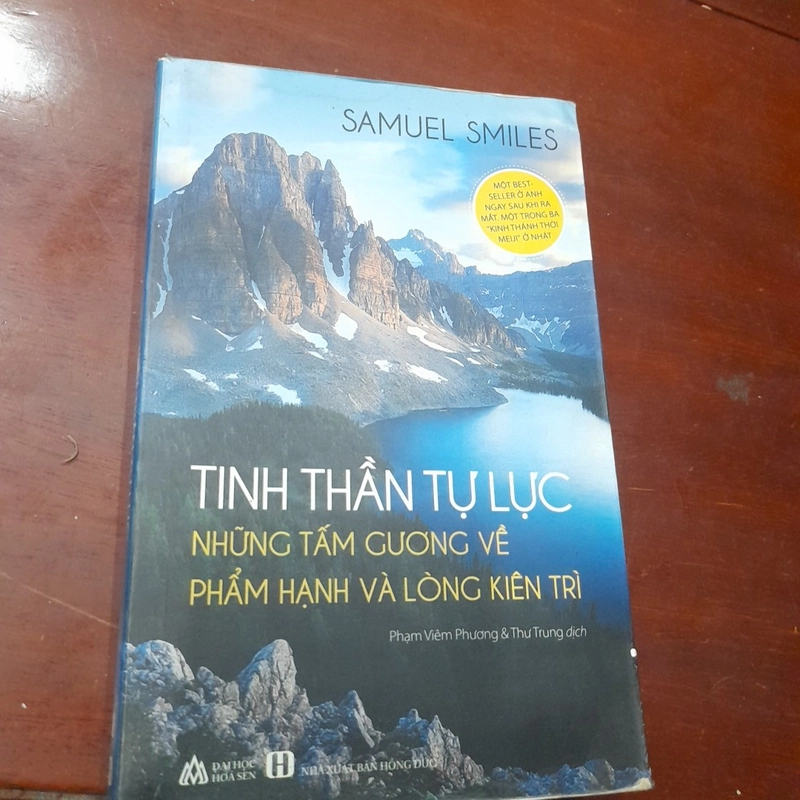 SAMUEL SMILES
MỘT BEST-
SELLER Ở ANH
NGAY SAU KHI RA
MẮT. MỘT TRONG BA
"KINH THÁNH THỜI
MEIJI" Ở NHẬT
TINH THẦN TỰ LỰC
NHỮNG TẤM GƯƠNG VỀ
PHẨM HẠNH VÀ LÒNG KIÊN TRÌ
Phạm Viêm Phương & Thư Trung dịch
ĐẠI HỌC
HOA SEN
NHÀ XUẤT BẢN HỒNG ĐỨC